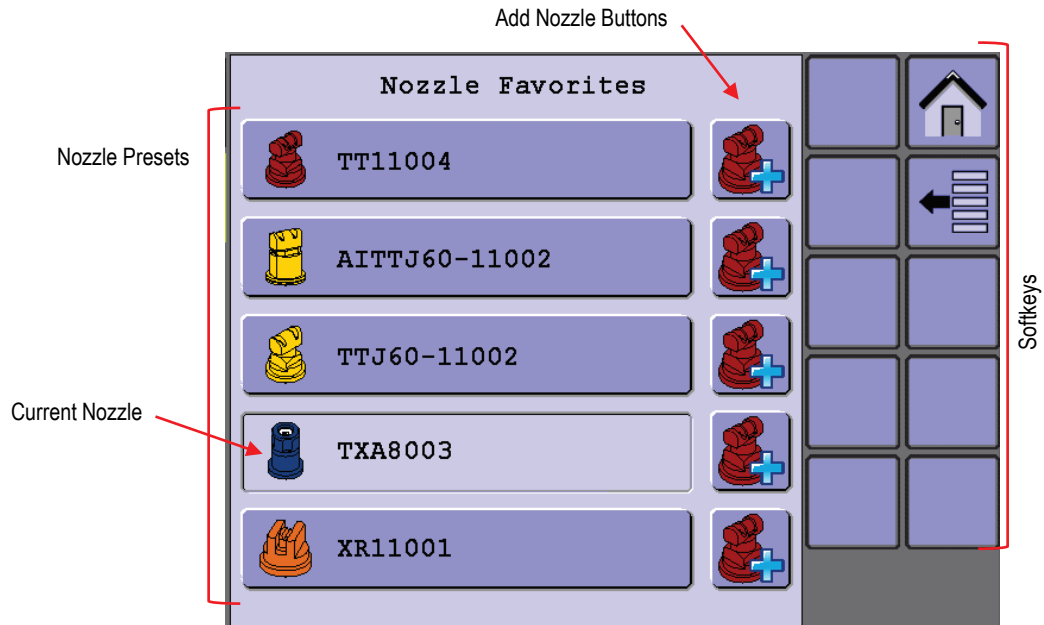 Add Nozzle Buttons
Nozzle Favorites
Nozzle Presets
TT11004
AITTJ60-11002
TTJ60-11002
Current Nozzle
TXA8003
XR11001
Softkeys